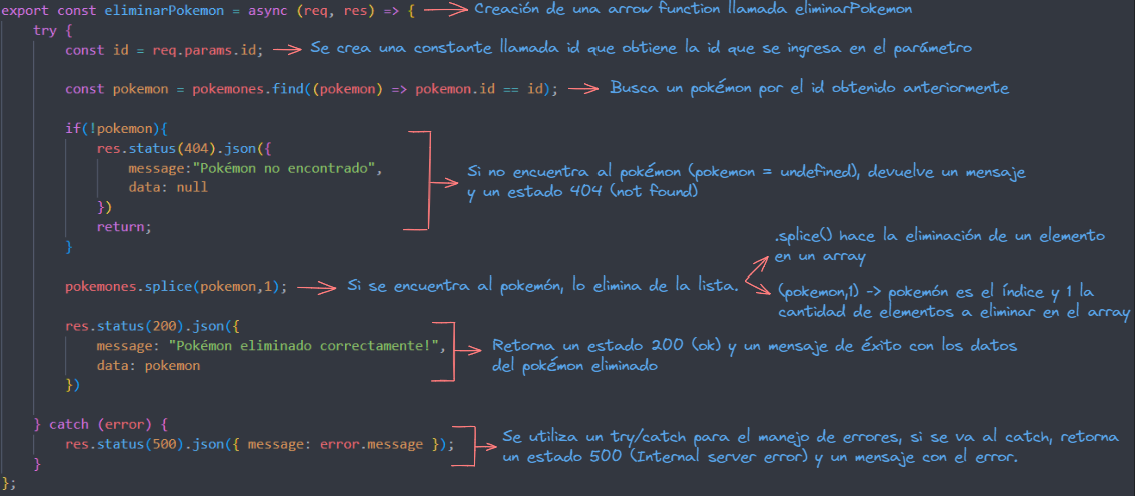 export const eliminarPokemon = async (req, res) => { Creación de una arrow function llamada eliminarPokemon
try {
const id = req.params.id; Se crea una constante llamada id que obtiene la id que se ingresa en el parámetro
const pokemon = pokemones.find((pokemon) => pokemon.id == id); Busca un pokémon por el id obtenido anteriormente
if(!pokemon){
res.status(404).json({
message:"Pokémon no encontrado",
data: null
})
return;
}
Si no encuentra al pokémon (pokemon = undefined), devuelve un mensaje
y un estado 404 (not found)
pokemones.splice(pokemon,1); Si se encuentra al pokemón, lo elimina de la lista.
.splice() hace la eliminación de un elemento
en un array
(pokemon,1) -> pokemón es el índice y 1 la
cantidad de elementos a eliminar en el array
res.status(200).json({
message: "Pokémon eliminado correctamente!",
data: pokemon
})
Retorna un estado 200 (ok) y un mensaje de éxito con los datos
del pokémon eliminado
} catch (error) {
res.status(500).json({ message: error.message });
}
};
Se utiliza un try/catch para el manejo de errores, si se va al catch, retorna
un estado 500 (Internal server error) y un mensaje con el error.